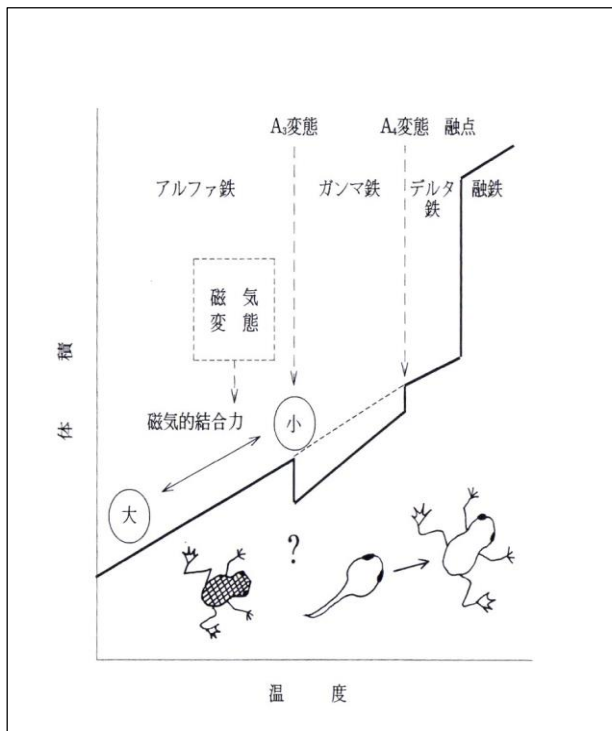 A₃変態
A₄変態 融点
アルファ鉄
ガンマ鉄
デルタ鉄
融鉄
磁気
変態
磁気的結合力
小
大
?
体積
温度